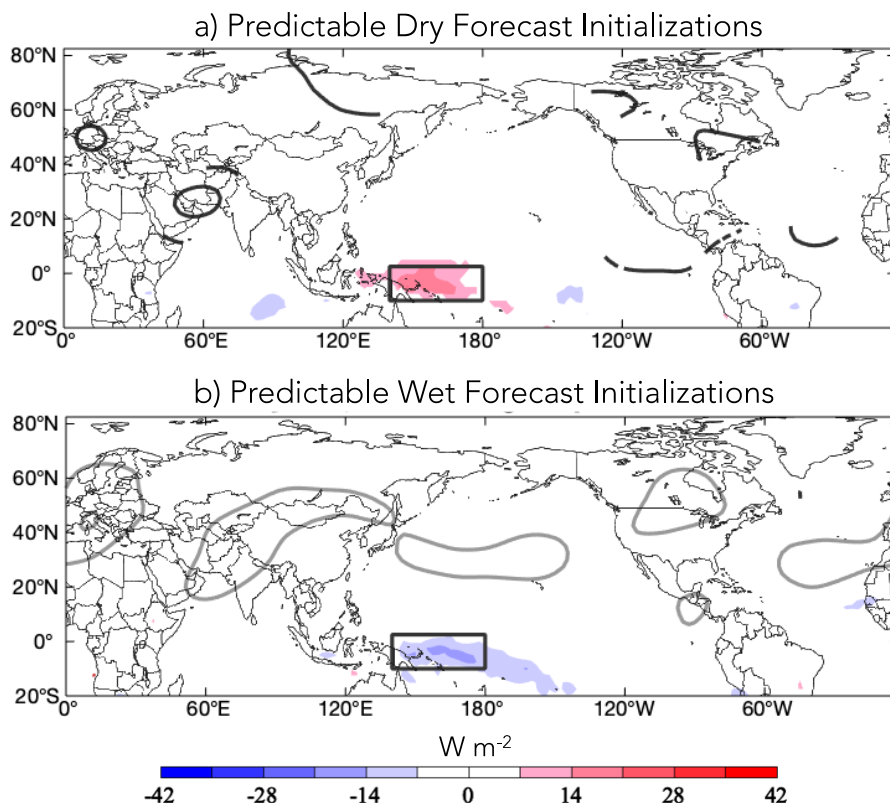 a) Predictable Dry Forecast Initializations
80°N
60°N
40°N
20°N
0°
20°S
0° 60°E 120°E 180° 120°W 60°W
b) Predictable Wet Forecast Initializations
80°N
60°N
40°N
20°N
0°
20°S
0° 60°E 120°E 180° 120°W 60°W
W m⁻²
-42 -28 -14 0 14 28 42